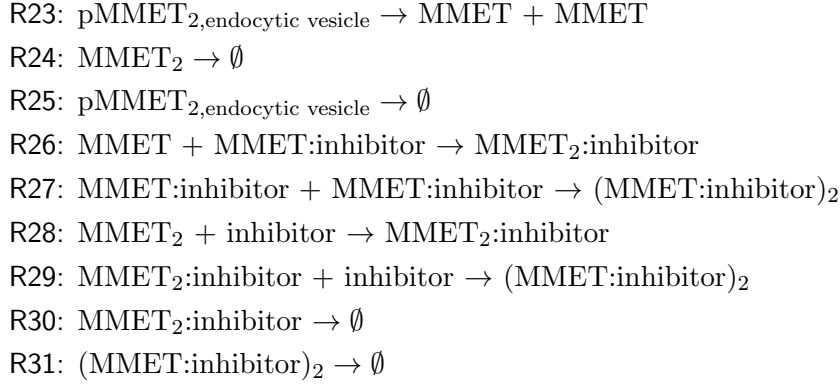 R23: pMMET₂,endocytic vesicle → MMET + MMET
R24: MMET₂ → ∅
R25: pMMET₂,endocytic vesicle → ∅
R26: MMET + MMET:inhibitor → MMET₂:inhibitor
R27: MMET:inhibitor + MMET:inhibitor → (MMET:inhibitor)₂
R28: MMET₂ + inhibitor → MMET₂:inhibitor
R29: MMET₂:inhibitor + inhibitor → (MMET:inhibitor)₂
R30: MMET₂:inhibitor → ∅
R31: (MMET:inhibitor)₂ → ∅